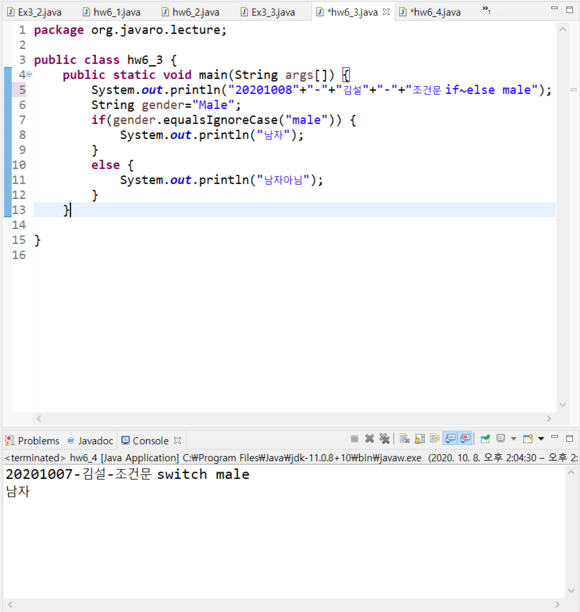 Ex3_2.java hw6_1.java hw6_2.java Ex3_3.java *hw6_3.java *hw6_4.java »1
1 package org.javaro.lecture;
2
3 public class hw6_3 {
4 public static void main(String args[]) {
5 System.out.println("20201008"+"-"+"김설"+"-"+"조건문 if~else male");
6 String gender="Male";
7 if(gender.equalsIgnoreCase("male")) {
8 System.out.println("남자");
9 }
10 else {
11 System.out.println("남자아님");
12 }
13 }
14
15 }
16
Problems Javadoc Console
<terminated> hw6_4 [Java Application] C:₩Program Files₩Java₩jdk-11.0.8+10₩bin₩javaw.exe (2020. 10. 8. 오후 2:04:30 – 오후 2:
20201007-김설-조건문 switch male
남자